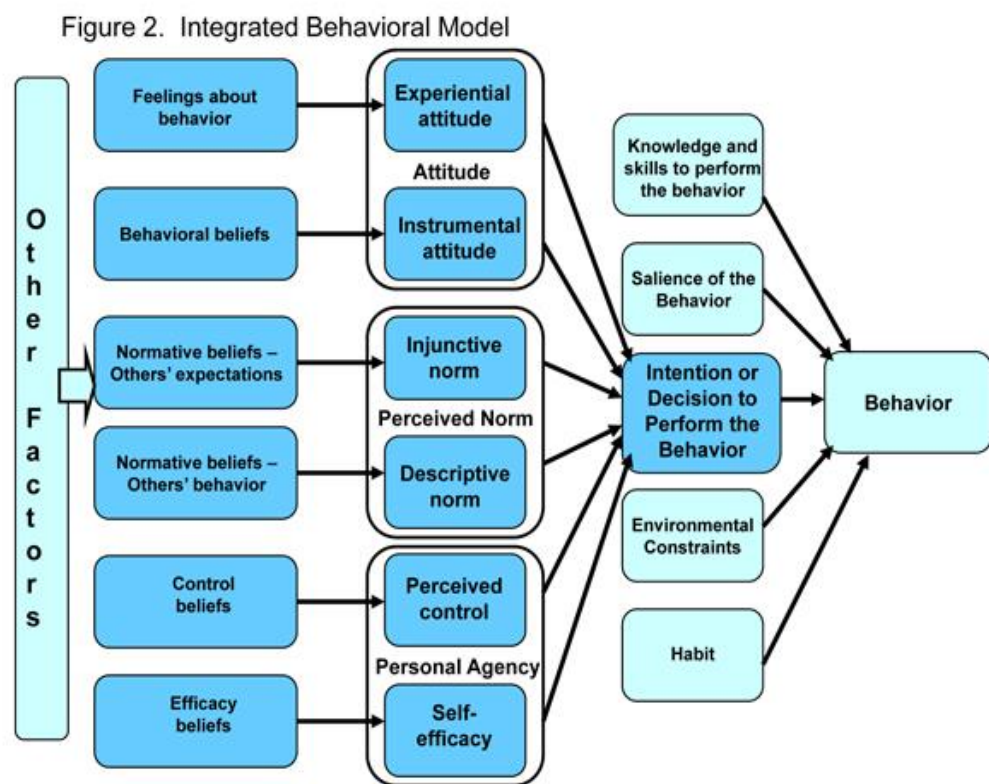 Figure 2. Integrated Behavioral Model
Other Factors
Feelings about
behavior
Behavioral beliefs
Normative beliefs –
Others' expectations
Normative beliefs –
Others' behavior
Control
beliefs
Efficacy
beliefs
Experiential
attitude
Attitude
Instrumental
attitude
Injunctive
norm
Perceived Norm
Descriptive
norm
Perceived
control
Personal Agency
Self-
efficacy
Knowledge and
skills to perform
the behavior
Salience of the
Behavior
Intention or
Decision to
Perform the
Behavior
Environmental
Constraints
Habit
Behavior